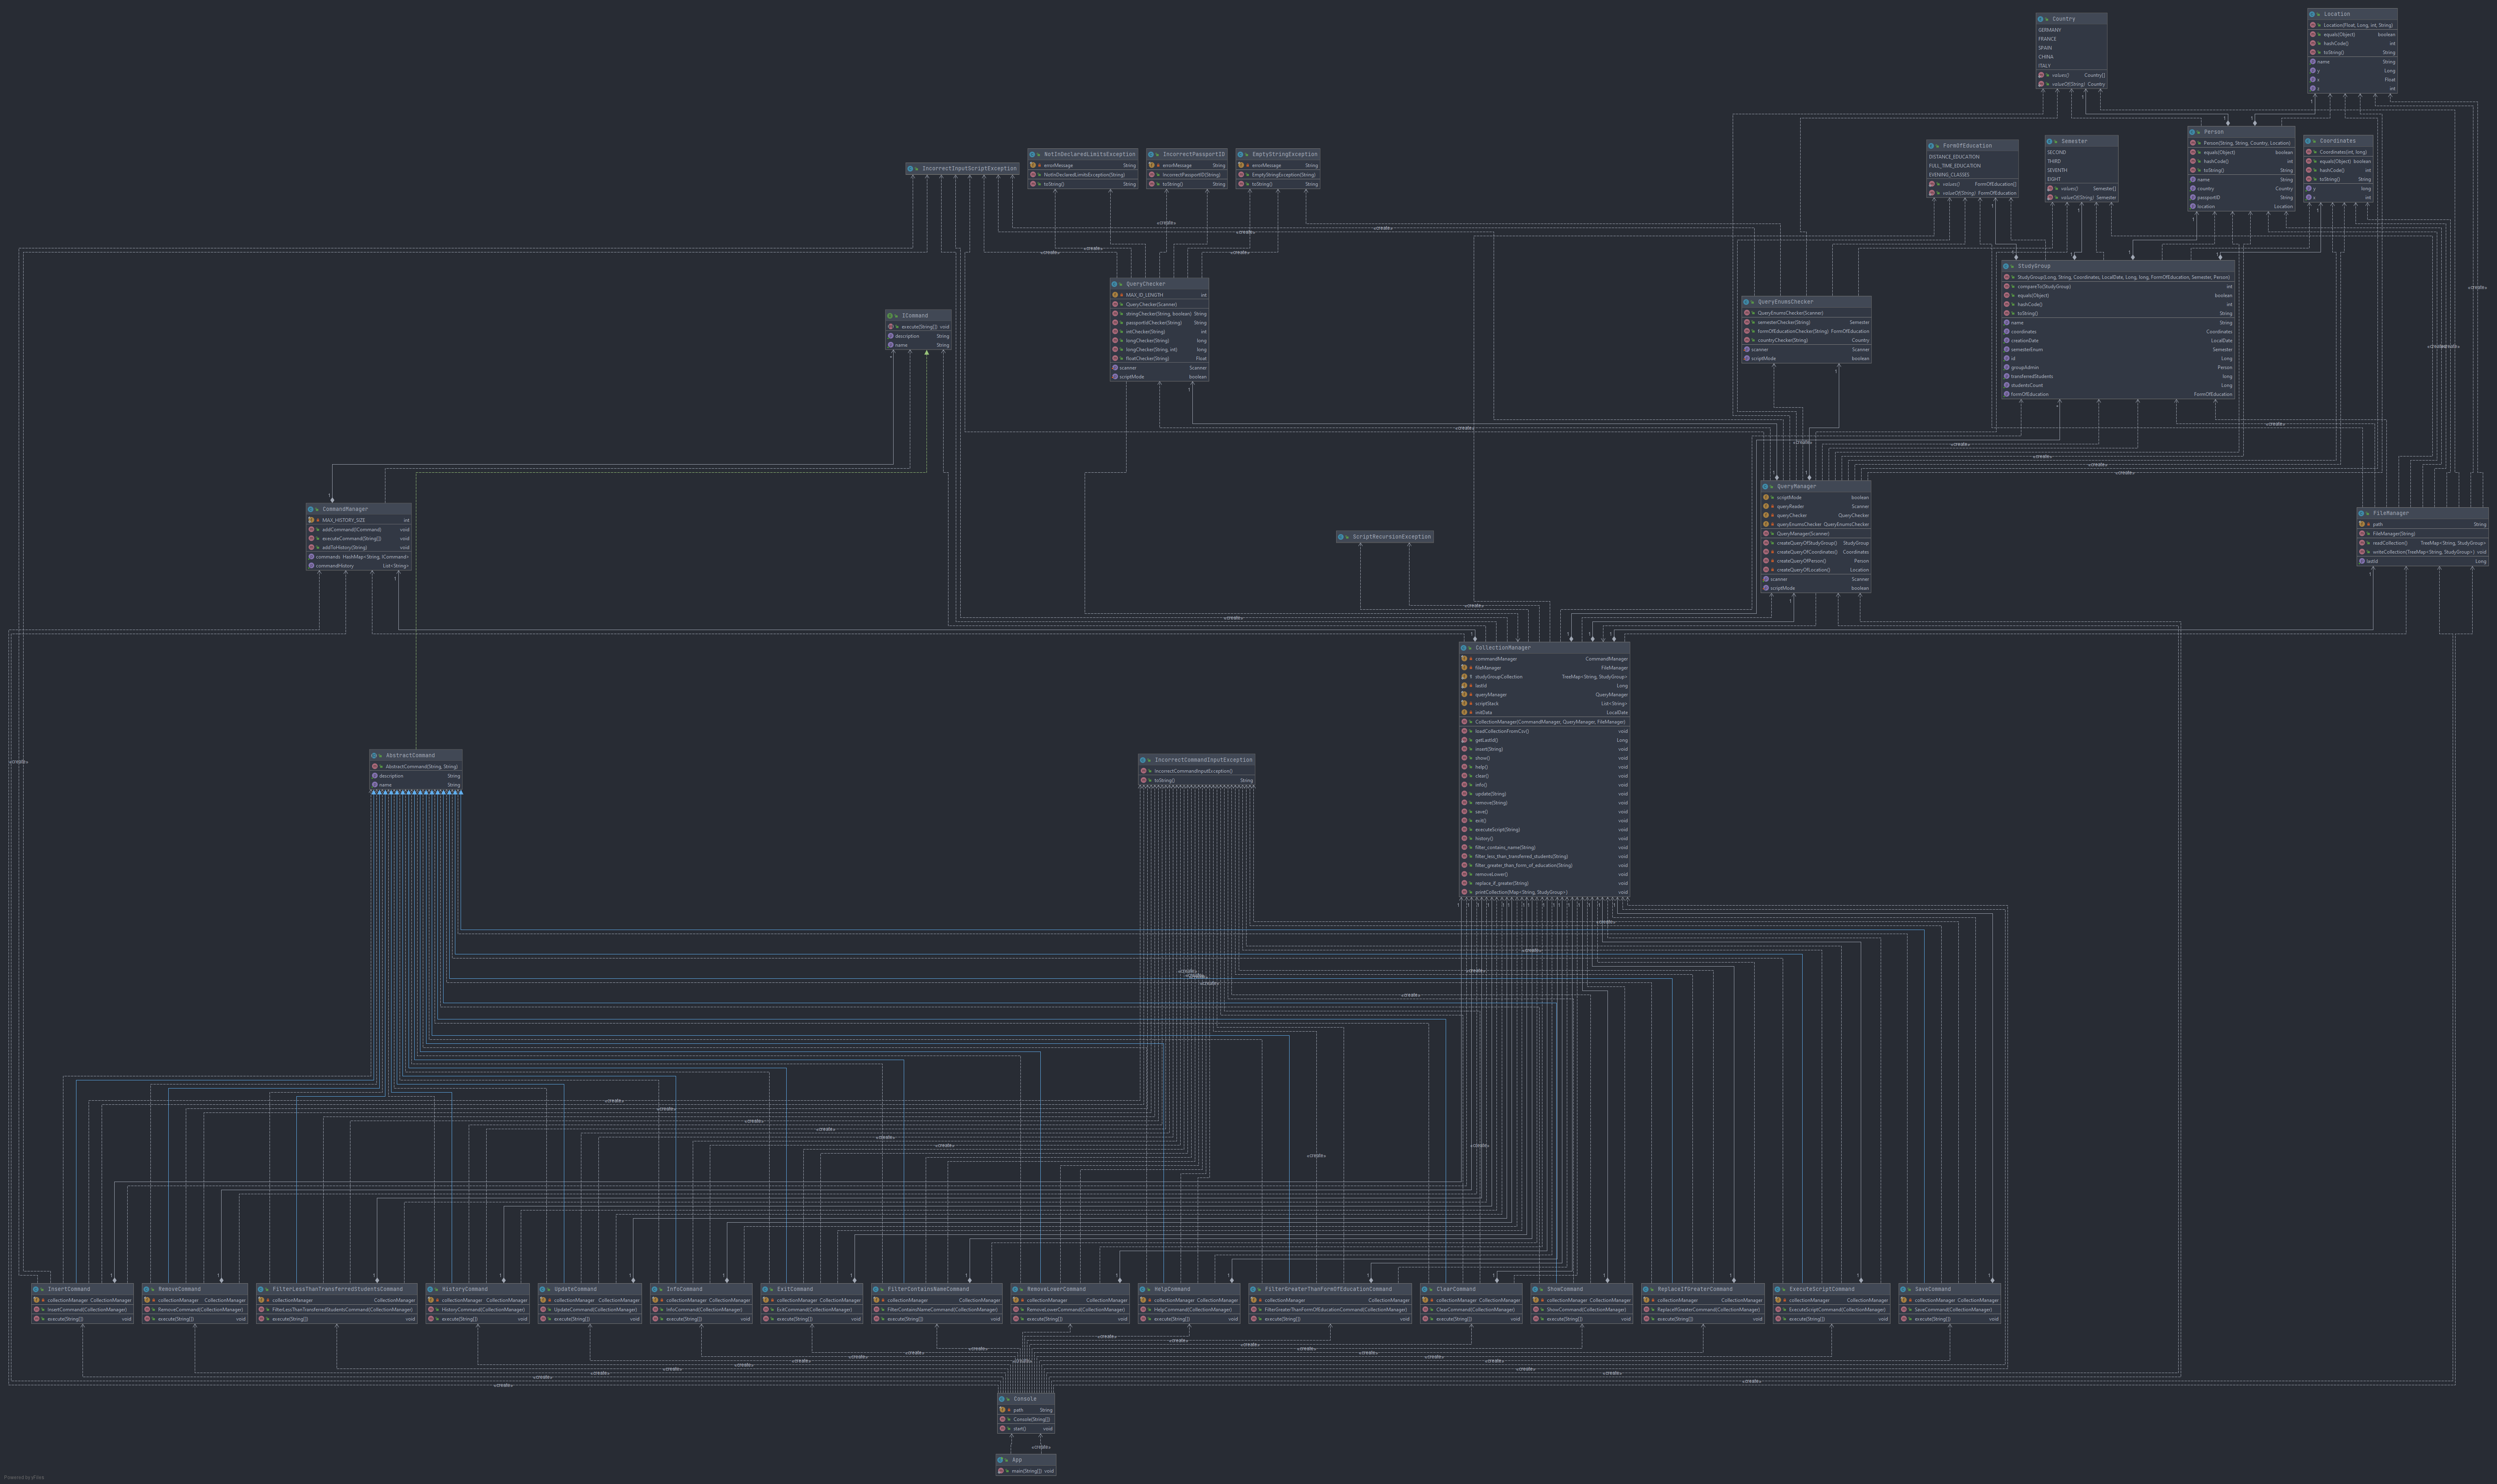 Country
GERMANY
FRANCE
SPAIN
CHINA
ITALY
values() Country[]
valueOf(String) Country
Location
Location(Float, Long, int, String)
equals(Object) boolean
hashCode() int
toString() String
name String
y Long
x Float
z int
Person
Person(String, String, Country, Location)
equals(Object) boolean
hashCode() int
toString() String
name String
country Country
passportID String
location Location
Coordinates
Coordinates(int, long)
equals(Object) boolean
hashCode() int
toString() String
y long
x int
FormOfEducation
DISTANCE_EDUCATION
FULL_TIME_EDUCATION
EVENING_CLASSES
values() FormOfEducation[]
valueOf(String) FormOfEducation
Semester
SECOND
THIRD
SEVENTH
EIGHT
values() Semester[]
valueOf(String) Semester
IncorrectInputScriptException
NotInDeclaredLimitsException
errorMessage String
NotInDeclaredLimitsException(String)
toString() String
IncorrectPassportID
errorMessage String
IncorrectPassportID(String)
toString() String
EmptyStringException
errorMessage String
EmptyStringException(String)
toString() String
StudyGroup
StudyGroup(Long, String, Coordinates, LocalDate, Long, long, FormOfEducation, Semester, Person)
compareTo(StudyGroup) int
equals(Object) boolean
hashCode() int
toString() String
name String
coordinates Coordinates
creationDate LocalDate
semesterEnum Semester
id Long
groupAdmin Person
transferredStudents long
studentsCount Long
formOfEducation FormOfEducation
QueryChecker
MAX_ID_LENGTH int
QueryChecker(Scanner)
stringChecker(String, boolean) String
passportIdChecker(String) String
intChecker(String) int
longChecker(String) long
longChecker(String, int) long
floatChecker(String) Float
scanner Scanner
scriptMode boolean
QueryEnumsChecker
QueryEnumsChecker(Scanner)
semesterChecker(String) Semester
formOfEducationChecker(String) FormOfEducation
countryChecker(String) Country
scanner Scanner
scriptMode boolean
ICommand
execute(String[]) void
description String
name String
CommandManager
MAX_HISTORY_SIZE int
addCommand(ICommand) void
executeCommand(String[]) void
addToHistory(String) void
commands HashMap<String, ICommand>
commandHistory List<String>
QueryManager
scriptMode boolean
queryReader Scanner
queryChecker QueryChecker
queryEnumsChecker QueryEnumsChecker
QueryManager(Scanner)
createQueryOfStudyGroup() StudyGroup
createQueryOfCoordinates() Coordinates
createQueryOfPerson() Person
createQueryOfLocation() Location
scanner Scanner
scriptMode boolean
FileManager
path String
FileManager(String)
readCollection() TreeMap<String, StudyGroup>
writeCollection(TreeMap<String, StudyGroup>) void
lastId Long
ScriptRecursionException
CollectionManager
commandManager CommandManager
fileManager FileManager
studyGroupCollection TreeMap<String, StudyGroup>
lastId Long
queryManager QueryManager
scriptStack List<String>
initDate LocalDate
CollectionManager(CommandManager, QueryManager, FileManager)
loadCollectionFromCsv() void
getLastId() Long
insert(String) void
show() void
help() void
clear() void
info() void
update(String) void
remove(String) void
save() void
exit() void
executeScript(String) void
history() void
filter_contains_name(String) void
filter_less_than_transferred_students(String) void
filter_greater_than_form_of_education(String) void
removeLower() void
replace_if_greater(String) void
printCollection(Map<String, StudyGroup>) void
AbstractCommand
AbstractCommand(String, String)
description String
name String
IncorrectCommandInputException
IncorrectCommandInputException()
toString() String
InsertCommand
collectionManager CollectionManager
InsertCommand(CollectionManager)
execute(String[]) void
RemoveCommand
collectionManager CollectionManager
RemoveCommand(CollectionManager)
execute(String[]) void
FilterLessThanTransferredStudentsCommand
collectionManager CollectionManager
FilterLessThanTransferredStudentsCommand(CollectionManager)
execute(String[]) void
HistoryCommand
collectionManager CollectionManager
HistoryCommand(CollectionManager)
execute(String[]) void
UpdateCommand
collectionManager CollectionManager
UpdateCommand(CollectionManager)
execute(String[]) void
InfoCommand
collectionManager CollectionManager
InfoCommand(CollectionManager)
execute(String[]) void
ExitCommand
collectionManager CollectionManager
ExitCommand(CollectionManager)
execute(String[]) void
FilterContainsNameCommand
collectionManager CollectionManager
FilterContainsNameCommand(CollectionManager)
execute(String[]) void
RemoveLowerCommand
collectionManager CollectionManager
RemoveLowerCommand(CollectionManager)
execute(String[]) void
HelpCommand
collectionManager CollectionManager
HelpCommand(CollectionManager)
execute(String[]) void
FilterGreaterThanFormOfEducationCommand
collectionManager CollectionManager
FilterGreaterThanFormOfEducationCommand(CollectionManager)
execute(String[]) void
ClearCommand
collectionManager CollectionManager
ClearCommand(CollectionManager)
execute(String[]) void
ShowCommand
collectionManager CollectionManager
ShowCommand(CollectionManager)
execute(String[]) void
ReplaceIfGreaterCommand
collectionManager CollectionManager
ReplaceIfGreaterCommand(CollectionManager)
execute(String[]) void
ExecuteScriptCommand
collectionManager CollectionManager
ExecuteScriptCommand(CollectionManager)
execute(String[]) void
SaveCommand
collectionManager CollectionManager
SaveCommand(CollectionManager)
execute(String[]) void
Console
path String
Console(String[])
start() void
«create»
App
main(String[]) void
Powered by yFiles